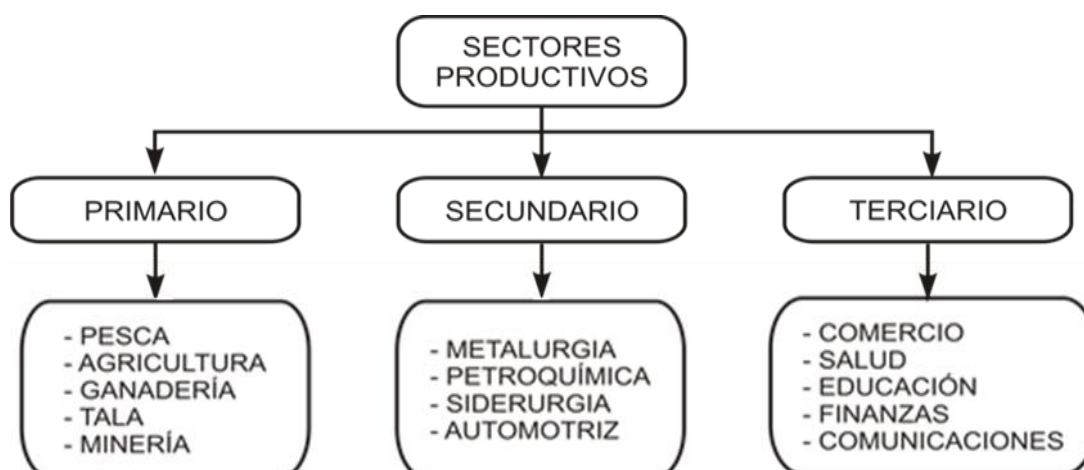 SECTORES
PRODUCTIVOS
PRIMARIO
SECUNDARIO
TERCIARIO
- PESCA
- AGRICULTURA
- GANADERÍA
- TALA
- MINERÍA
- METALURGIA
- PETROQUÍMICA
- SIDERURGIA
- AUTOMOTRIZ
- COMERCIO
- SALUD
- EDUCACIÓN
- FINANZAS
- COMUNICACIONES